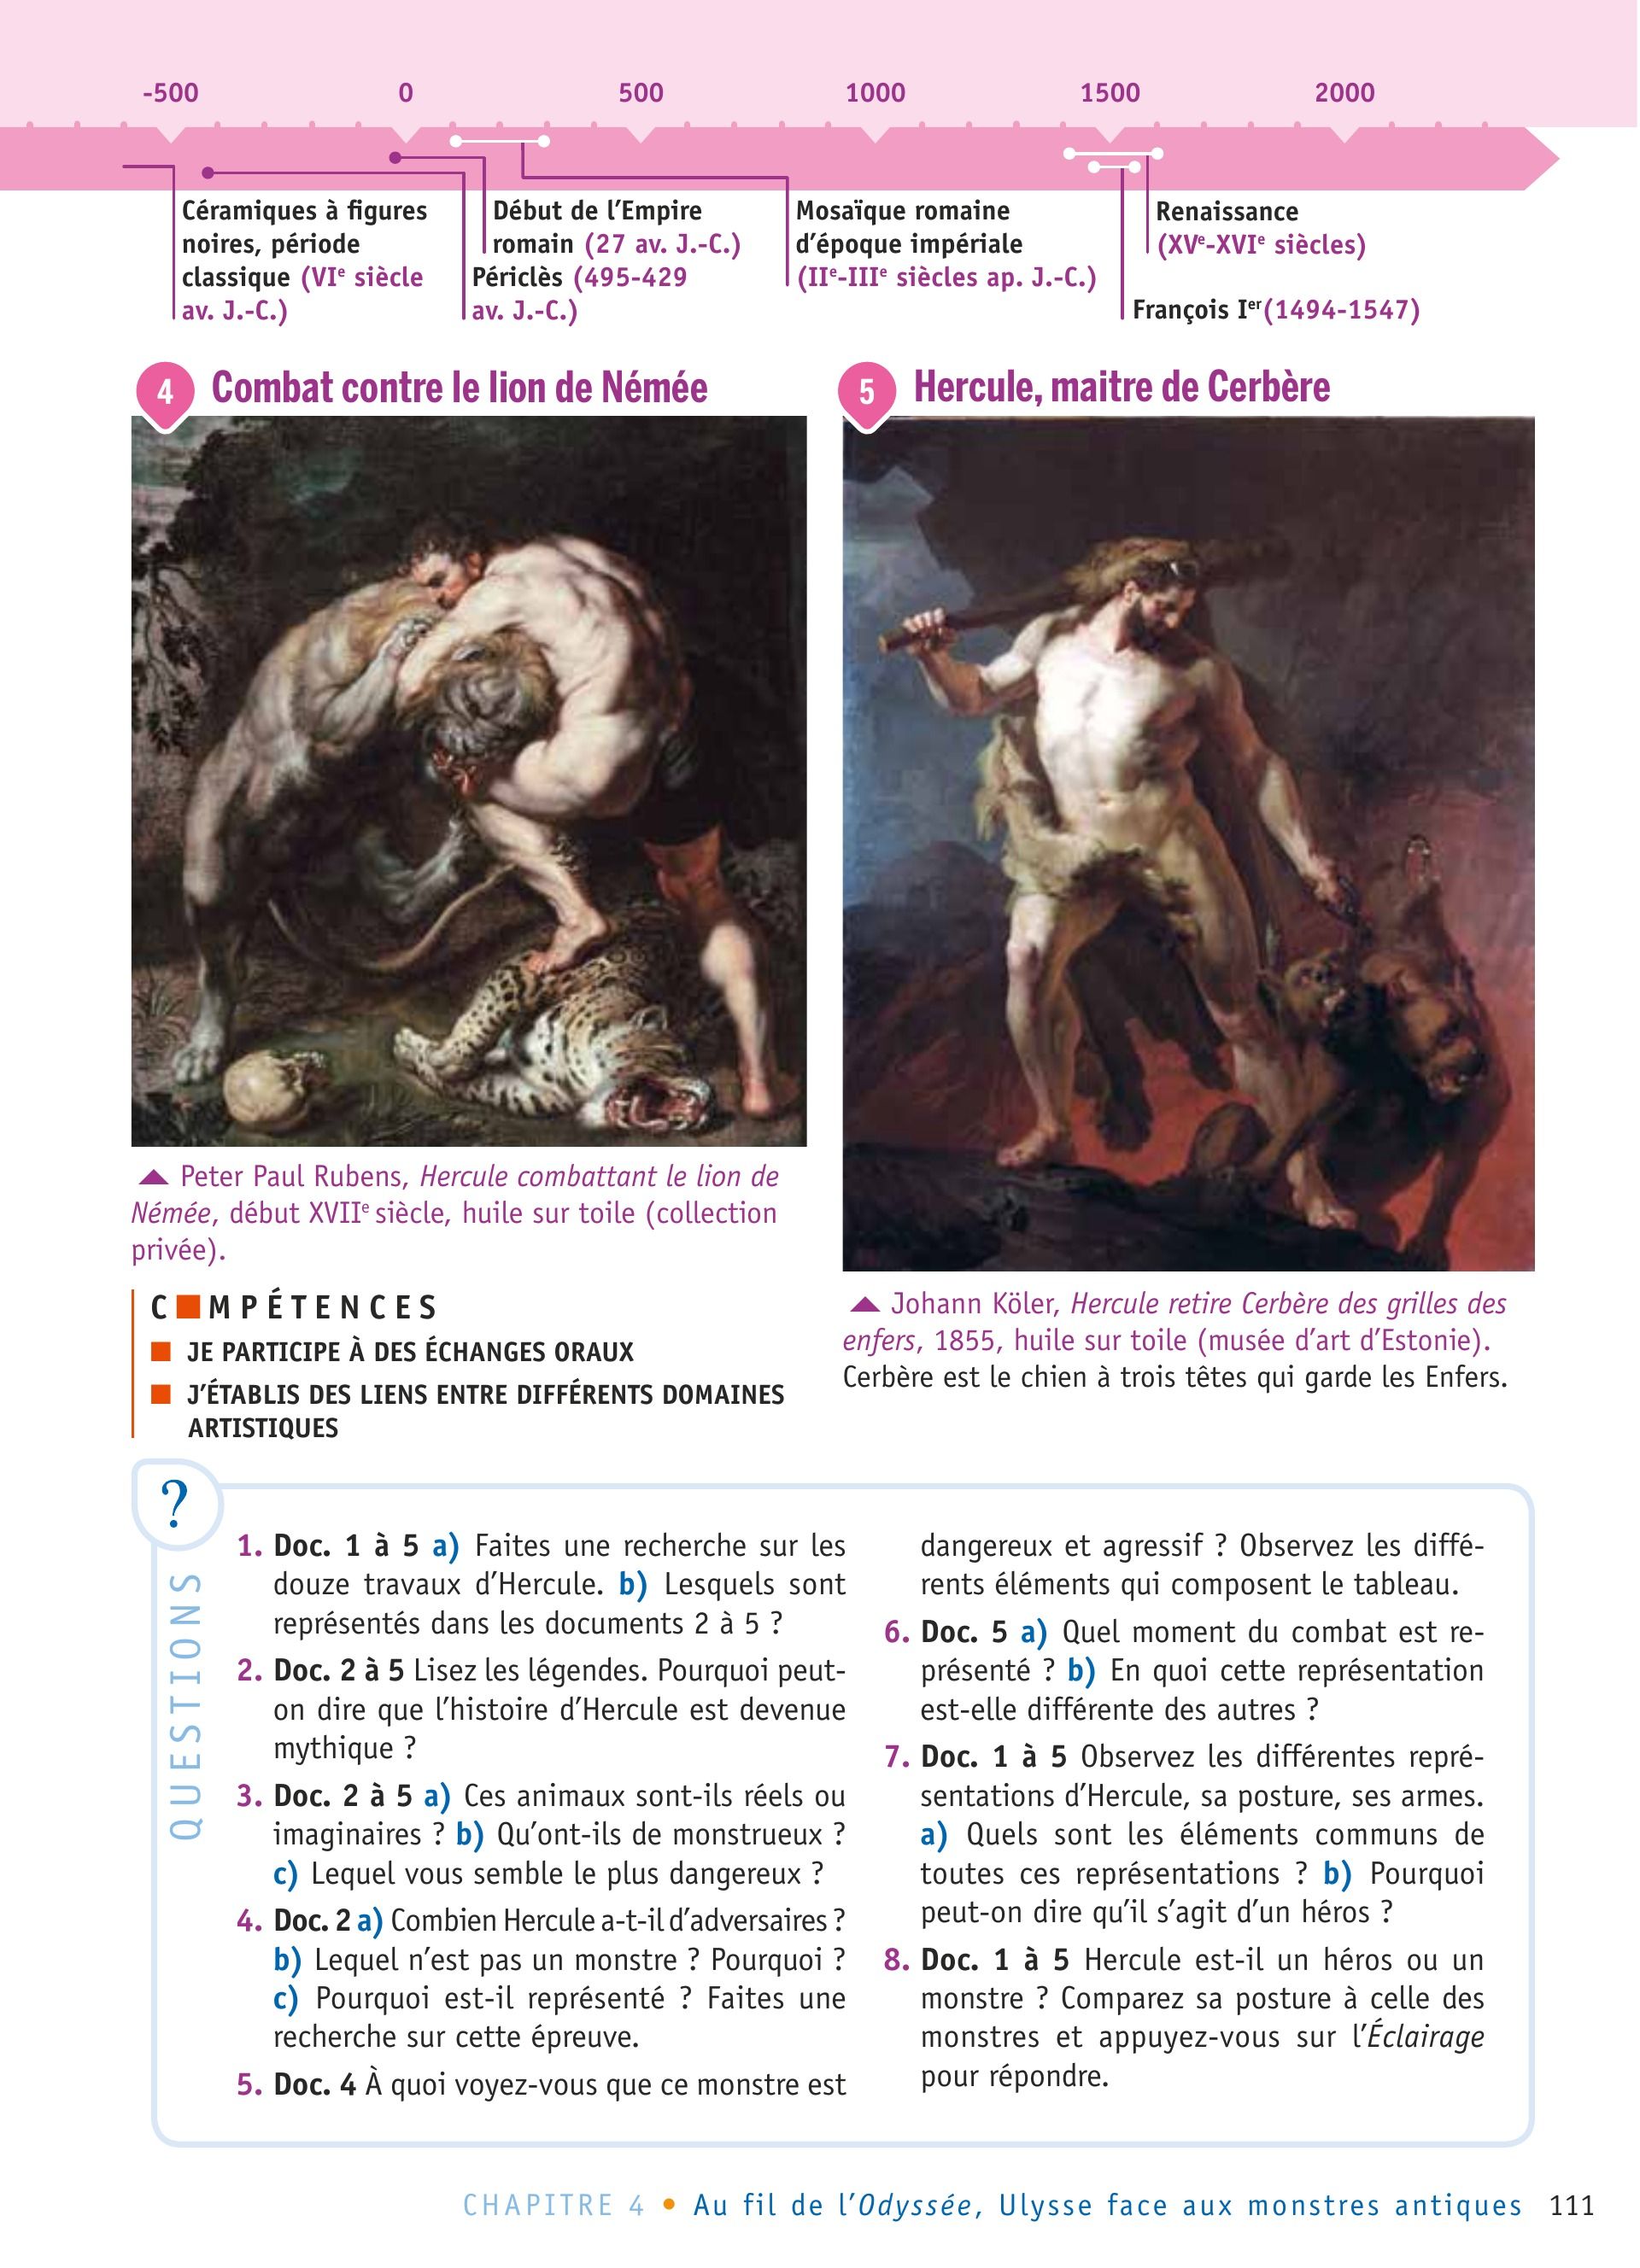 -500 0 500 1000 1500 2000
Céramiques à figures
noires, période
classique (VIe siècle
av. J.-C.)
Périclès (495-429
av. J.-C.)
Début de l'Empire
romain (27 av. J.-C.)
Mosaïque romaine
d'époque impériale
(IIe-IIIe siècles ap. J.-C.)
Renaissance
(XVe-XVIe siècles)
François Ier(1494-1547)
4 Combat contre le lion de Némée
▲ Peter Paul Rubens, Hercule combattant le lion de
Némée, début XVIIe siècle, huile sur toile (collection
privée).
5 Hercule, maitre de Cerbère
▲ Johann Köler, Hercule retire Cerbère des grilles des
enfers, 1855, huile sur toile (musée d'art d'Estonie).
Cerbère est le chien à trois têtes qui garde les Enfers.
C■MPÉTENCES
■ JE PARTICIPE À DES ÉCHANGES ORAUX
■ J'ÉTABLIS DES LIENS ENTRE DIFFÉRENTS DOMAINES
ARTISTIQUES
?
QUESTIONS
1. Doc. 1 à 5 a) Faites une recherche sur les
douze travaux d'Hercule. b) Lesquels sont
représentés dans les documents 2 à 5 ?
2. Doc. 2 à 5 Lisez les légendes. Pourquoi peut-
on dire que l'histoire d'Hercule est devenue
mythique ?
3. Doc. 2 à 5 a) Ces animaux sont-ils réels ou
imaginaires ? b) Qu'ont-ils de monstrueux ?
c) Lequel vous semble le plus dangereux ?
4. Doc. 2 a) Combien Hercule a-t-il d'adversaires ?
b) Lequel n'est pas un monstre ? Pourquoi ?
c) Pourquoi est-il représenté ? Faites une
recherche sur cette épreuve.
5. Doc. 4 À quoi voyez-vous que ce monstre est
dangereux et agressif ? Observez les diffé-
rents éléments qui composent le tableau.
6. Doc. 5 a) Quel moment du combat est re-
présenté ? b) En quoi cette représentation
est-elle différente des autres ?
7. Doc. 1 à 5 Observez les différentes repré-
sentations d'Hercule, sa posture, ses armes.
a) Quels sont les éléments communs de
toutes ces représentations ? b) Pourquoi
peut-on dire qu'il s'agit d'un héros ?
8. Doc. 1 à 5 Hercule est-il un héros ou un
monstre ? Comparez sa posture à celle des
monstres et appuyez-vous sur l'Éclairage
pour répondre.
CHAPITRE 4 • Au fil de l'Odyssée, Ulysse face aux monstres antiques 111